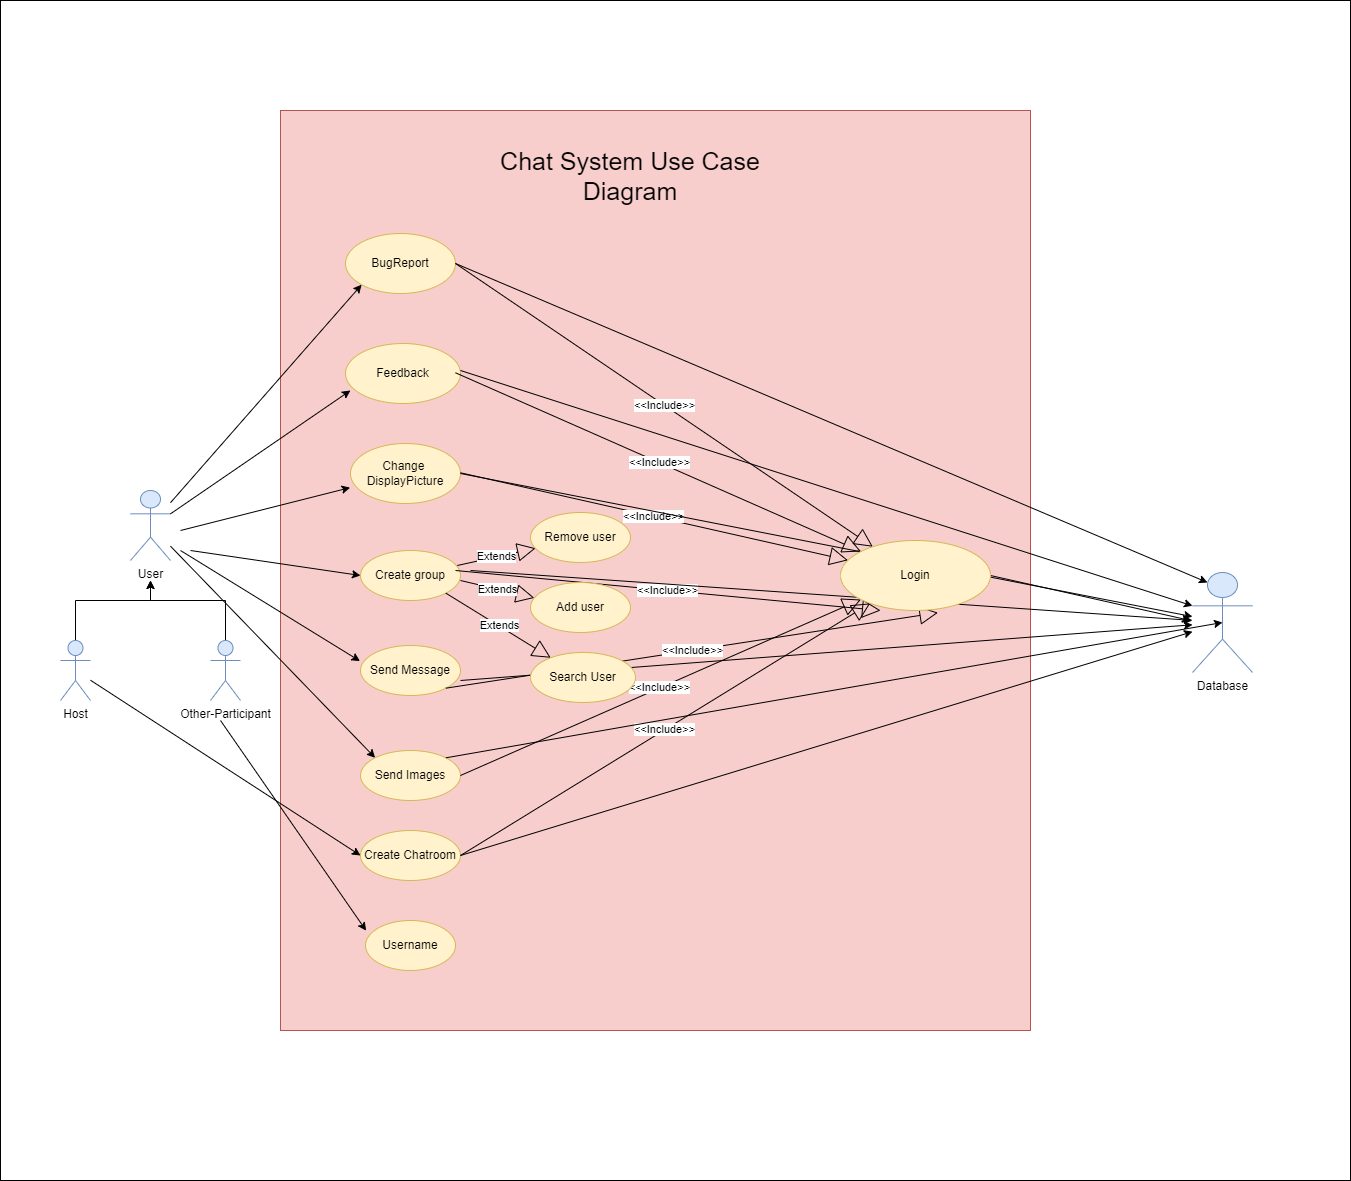 Chat System Use Case
Diagram
BugReport
Feedback
<<Include>>
Change
DisplayPicture
<<Include>>
<<Include>>
Remove user
Extends
User
Create group
Login
Extends
<<Include>>
Add user
Extends
<<Include>>
Send Message
Search User
<<Include>>
Database
Host
Other-Participant
<<Include>>
Send Images
Create Chatroom
Username